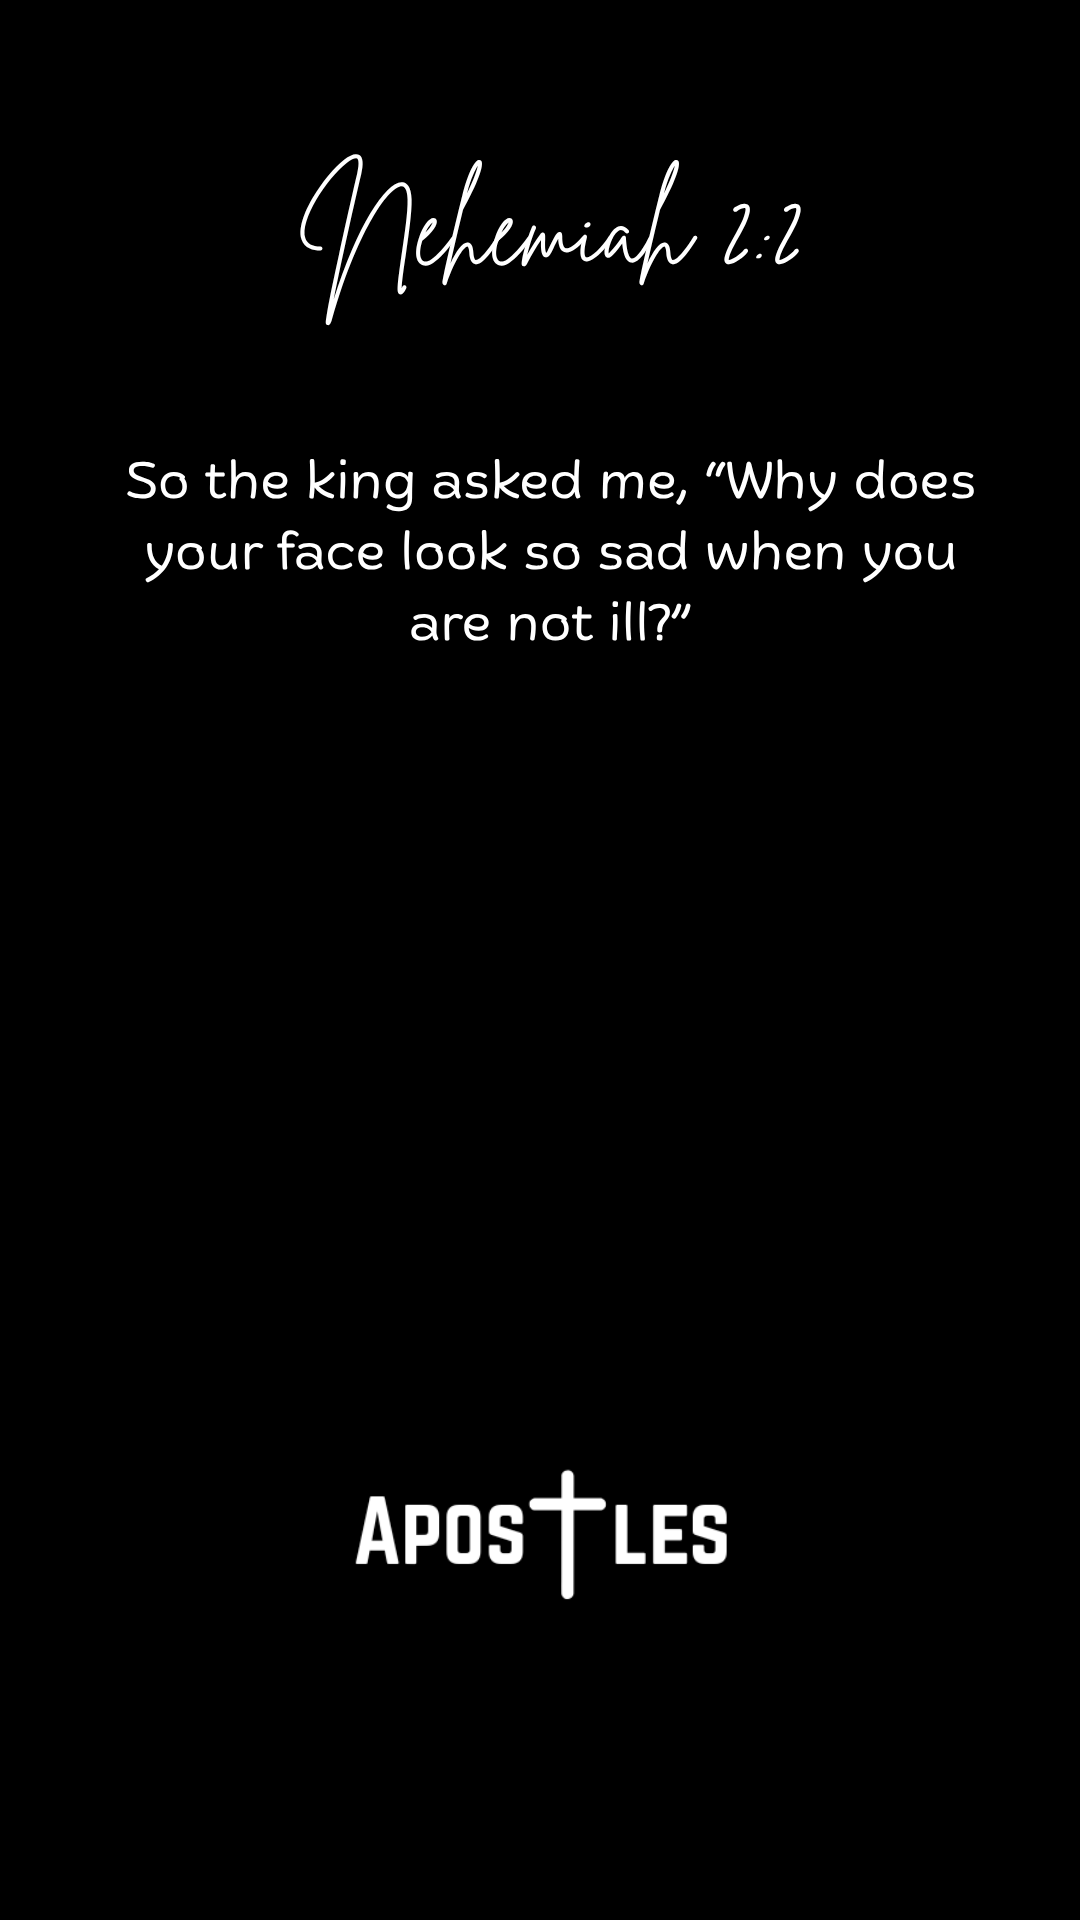 Nehemiah 2:2
So the king asked me, “Why does
your face look so sad when you
are not ill?”
APOSTLES